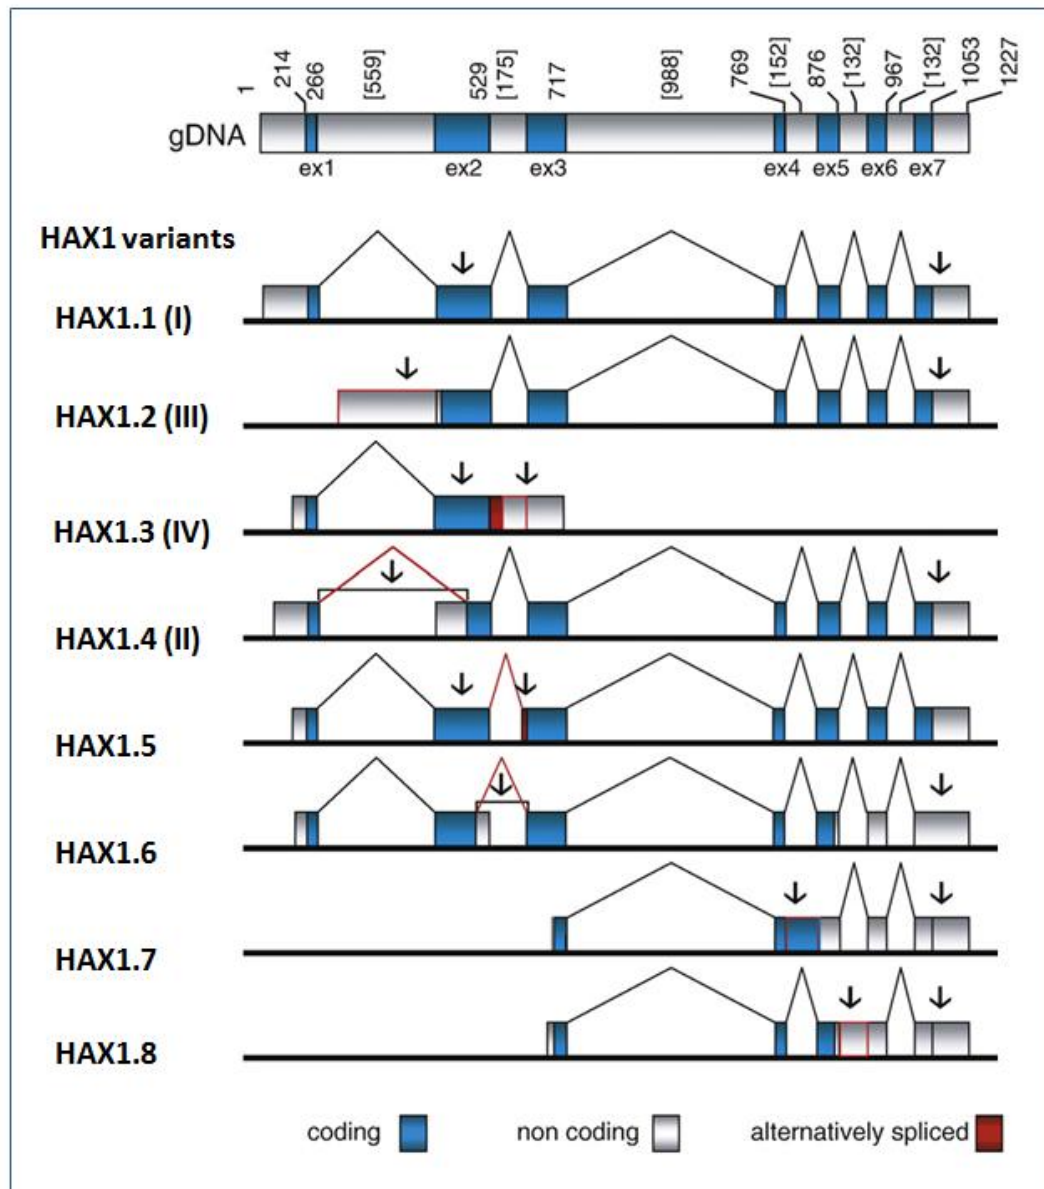 1 214 266 [559] 529 [175] 717 [988] 769 [152] 876 [132] 967 [132] 1053 1227
gDNA
ex1 ex2 ex3 ex4 ex5 ex6 ex7
HAX1 variants
HAX1.1 (I)
HAX1.2 (III)
HAX1.3 (IV)
HAX1.4 (II)
HAX1.5
HAX1.6
HAX1.7
HAX1.8
coding non coding alternatively spliced